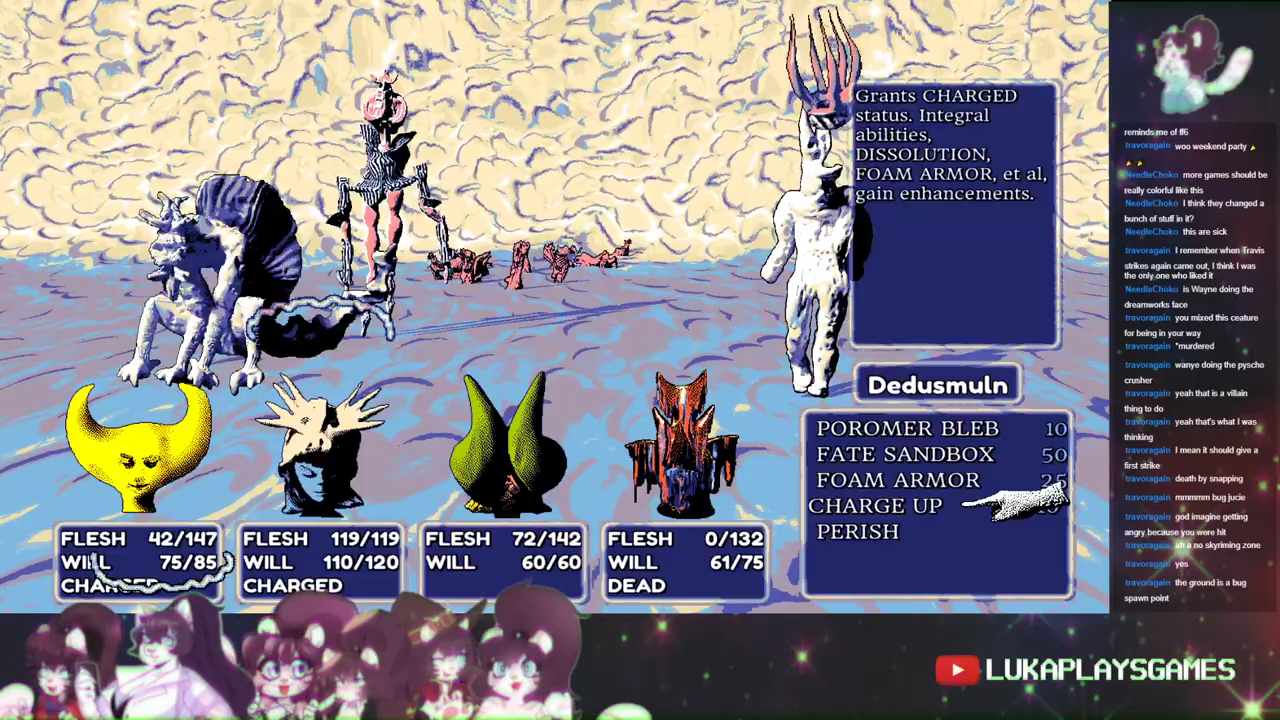 Grants CHARGED
status. Integral
abilities,
DISSOLUTION,
FOAM ARMOR, et al,
gain enhancements.
Dedusmuln
POROMER BLEB 10
FATE SANDBOX 50
FOAM ARMOR 25
CHARGE UP
PERISH
FLESH 42/147
WILL 75/85
CHARGED
FLESH 119/119
WILL 110/120
CHARGED
FLESH 72/142
WILL 60/60
FLESH 0/132
WILL 61/75
DEAD
reminds me of ff6
travoragain woo weekend party
NeedleChoko more games should be
really colorful like this
NeedleChoko I think they changed a
bunch of stuff in it?
NeedleChoko this are sick
travoragain I remember when Travis
strikes again came out, I think I was
the only one who liked it
NeedleChoko is Wayne doing the
dreamworks face
travoragain you mixed this ceature
for being in your way
travoragain *murdered
travoragain wanye doing the pyscho
crusher
travoragain yeah that is a villain
thing to do
travoragain yeah that's what I was
thinking
travoragain I mean it should give a
first strike
travoragain death by snapping
travoragain mmmmm bug jucie
travoragain god imagine getting
angry because you were hit
travoragain ah a no skyriming zone
travoragain yes
travoragain the ground is a bug
spawn point
LUKAPLAYSGAMES